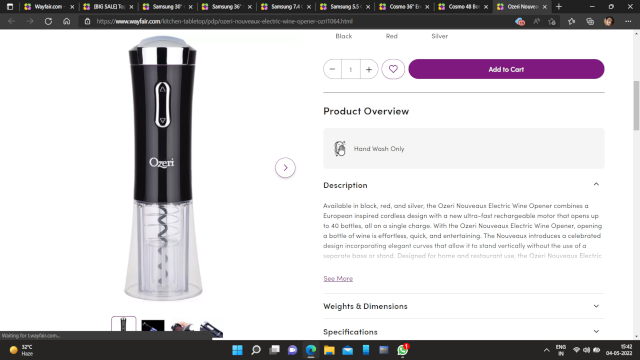 Wayfair.com -
[BIG SALE] Tou
Samsung 30"
Samsung 36"
Samsung 7.4 C
Samsung 5.5 C
Cosmo 36" En
Cosmo 48 Bor
Ozeri Nouvea
https://www.wayfair.com/kitchen-tabletop/pdp/ozeri-nouveaux-electric-wine-opener-ozri1064.html
Black Red Silver
1
Add to Cart
Product Overview
Hand Wash Only
Ozeri
Description
Available in black, red, and silver, the Ozeri Nouveaux Electric Wine Opener combines a
European inspired cordless design with a new ultra-fast rechargeable motor that opens up
to 40 bottles, all on a single charge. With the Ozeri Nouveaux Electric Wine Opener, opening
a bottle of wine is effortless, quick, and entertaining. The Nouveaux introduces a celebrated
design incorporating elegant curves that allow it to stand vertically without the use of a
separate base or stand. Designed for home and restaurant use, the Ozeri Nouveaux Electric
See More
Weights & Dimensions
Specifications
Waiting for t.wayfair.com...
32°C
Haze
1
ENG
IN
15:42
04-05-2022